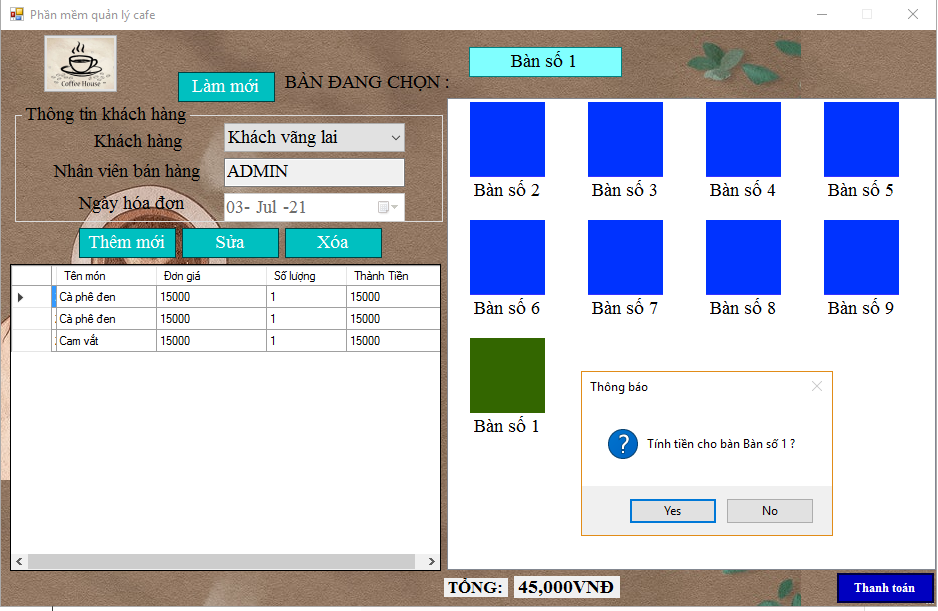 Phần mềm quản lý cafe
Coffee House
Làm mới
BÀN ĐANG CHỌN :
Bàn số 1
Thông tin khách hàng
Khách hàng
Khách vãng lai
Nhân viên bán hàng
ADMIN
Ngày hóa đơn
03- Jul -21
Thêm mới
Sửa
Xóa
Tên món Đơn giá Số lượng Thành Tiền
Cà phê đen 15000 1 15000
Cà phê đen 15000 1 15000
Cam vắt 15000 1 15000
Bàn số 2
Bàn số 3
Bàn số 4
Bàn số 5
Bàn số 6
Bàn số 7
Bàn số 8
Bàn số 9
Bàn số 1
Thông báo
Tính tiền cho bàn Bàn số 1 ?
Yes
No
TỔNG: 45,000VNĐ
Thanh toán